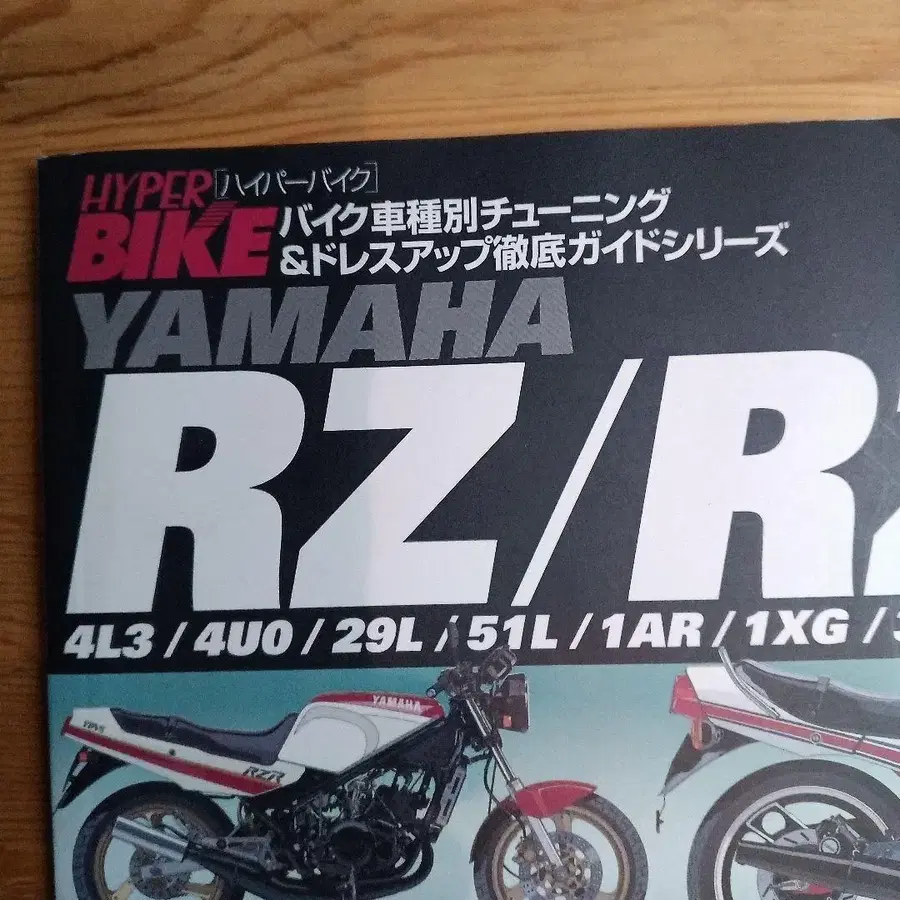 HYPER [ハイパーバイク]
BIKE バイク車種別チューニング
&ドレスアップ徹底ガイドシリーズ
YAMAHA
RZ/RZ
4L3/4U0/29L/51L/1AR/1XG/3
YAMAHA
RZR